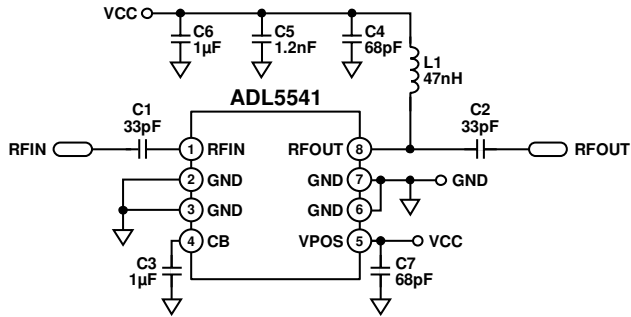 VCC
C6
1µF
C5
1.2nF
C4
68pF
L1
47nH
ADL5541
C1
33pF
C2
33pF
RFIN
1
RFIN
RFOUT
8
RFOUT
2
GND
GND
7
GND
3
GND
GND
6
4
CB
VPOS
5
VCC
C3
1µF
C7
68pF